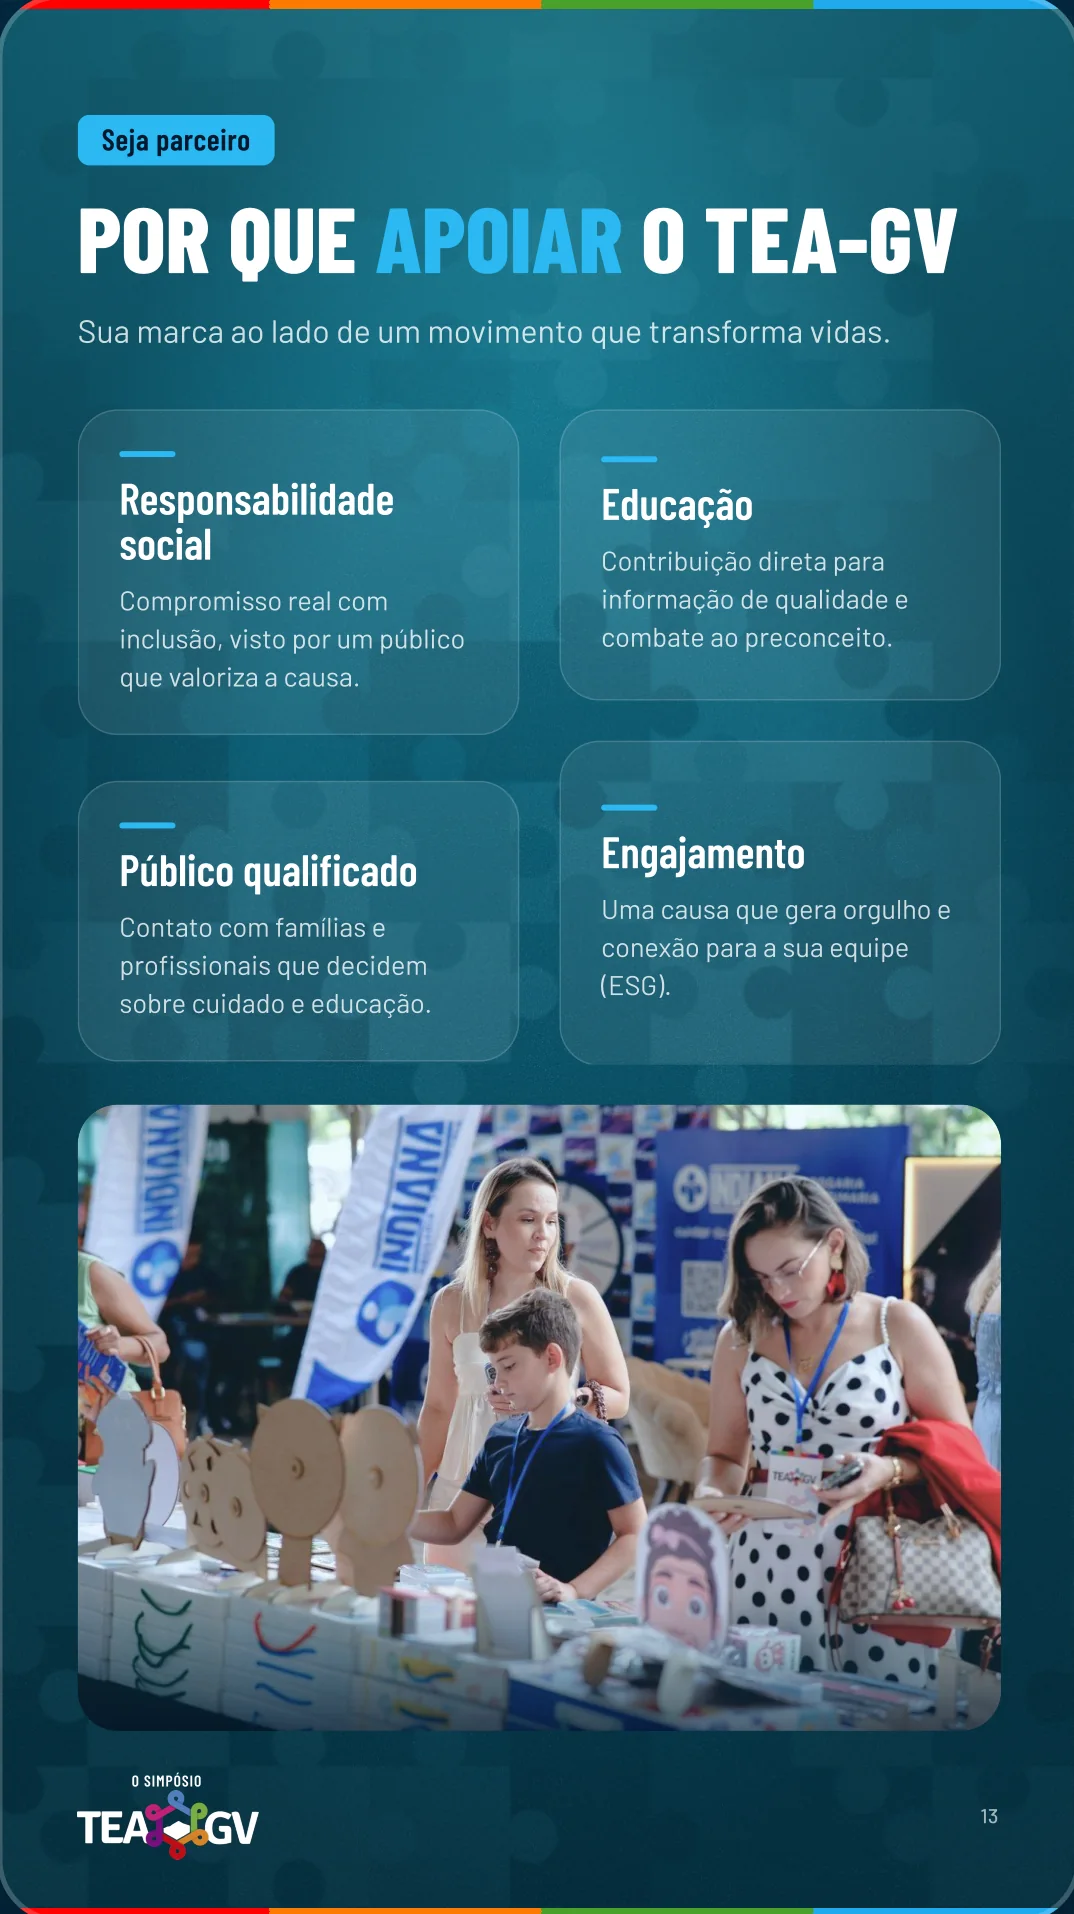 Seja parceiro
POR QUE APOIAR O TEA-GV
Sua marca ao lado de um movimento que transforma vidas.
Responsabilidade
social
Compromisso real com
inclusão, visto por um público
que valoriza a causa.
Educação
Contribuição direta para
informação de qualidade e
combate ao preconceito.
Público qualificado
Contato com famílias e
profissionais que decidem
sobre cuidado e educação.
Engajamento
Uma causa que gera orgulho e
conexão para a sua equipe
(ESG).
INDIANA
INDIANA
TEA GV
O SIMPÓSIO
TEA GV
13